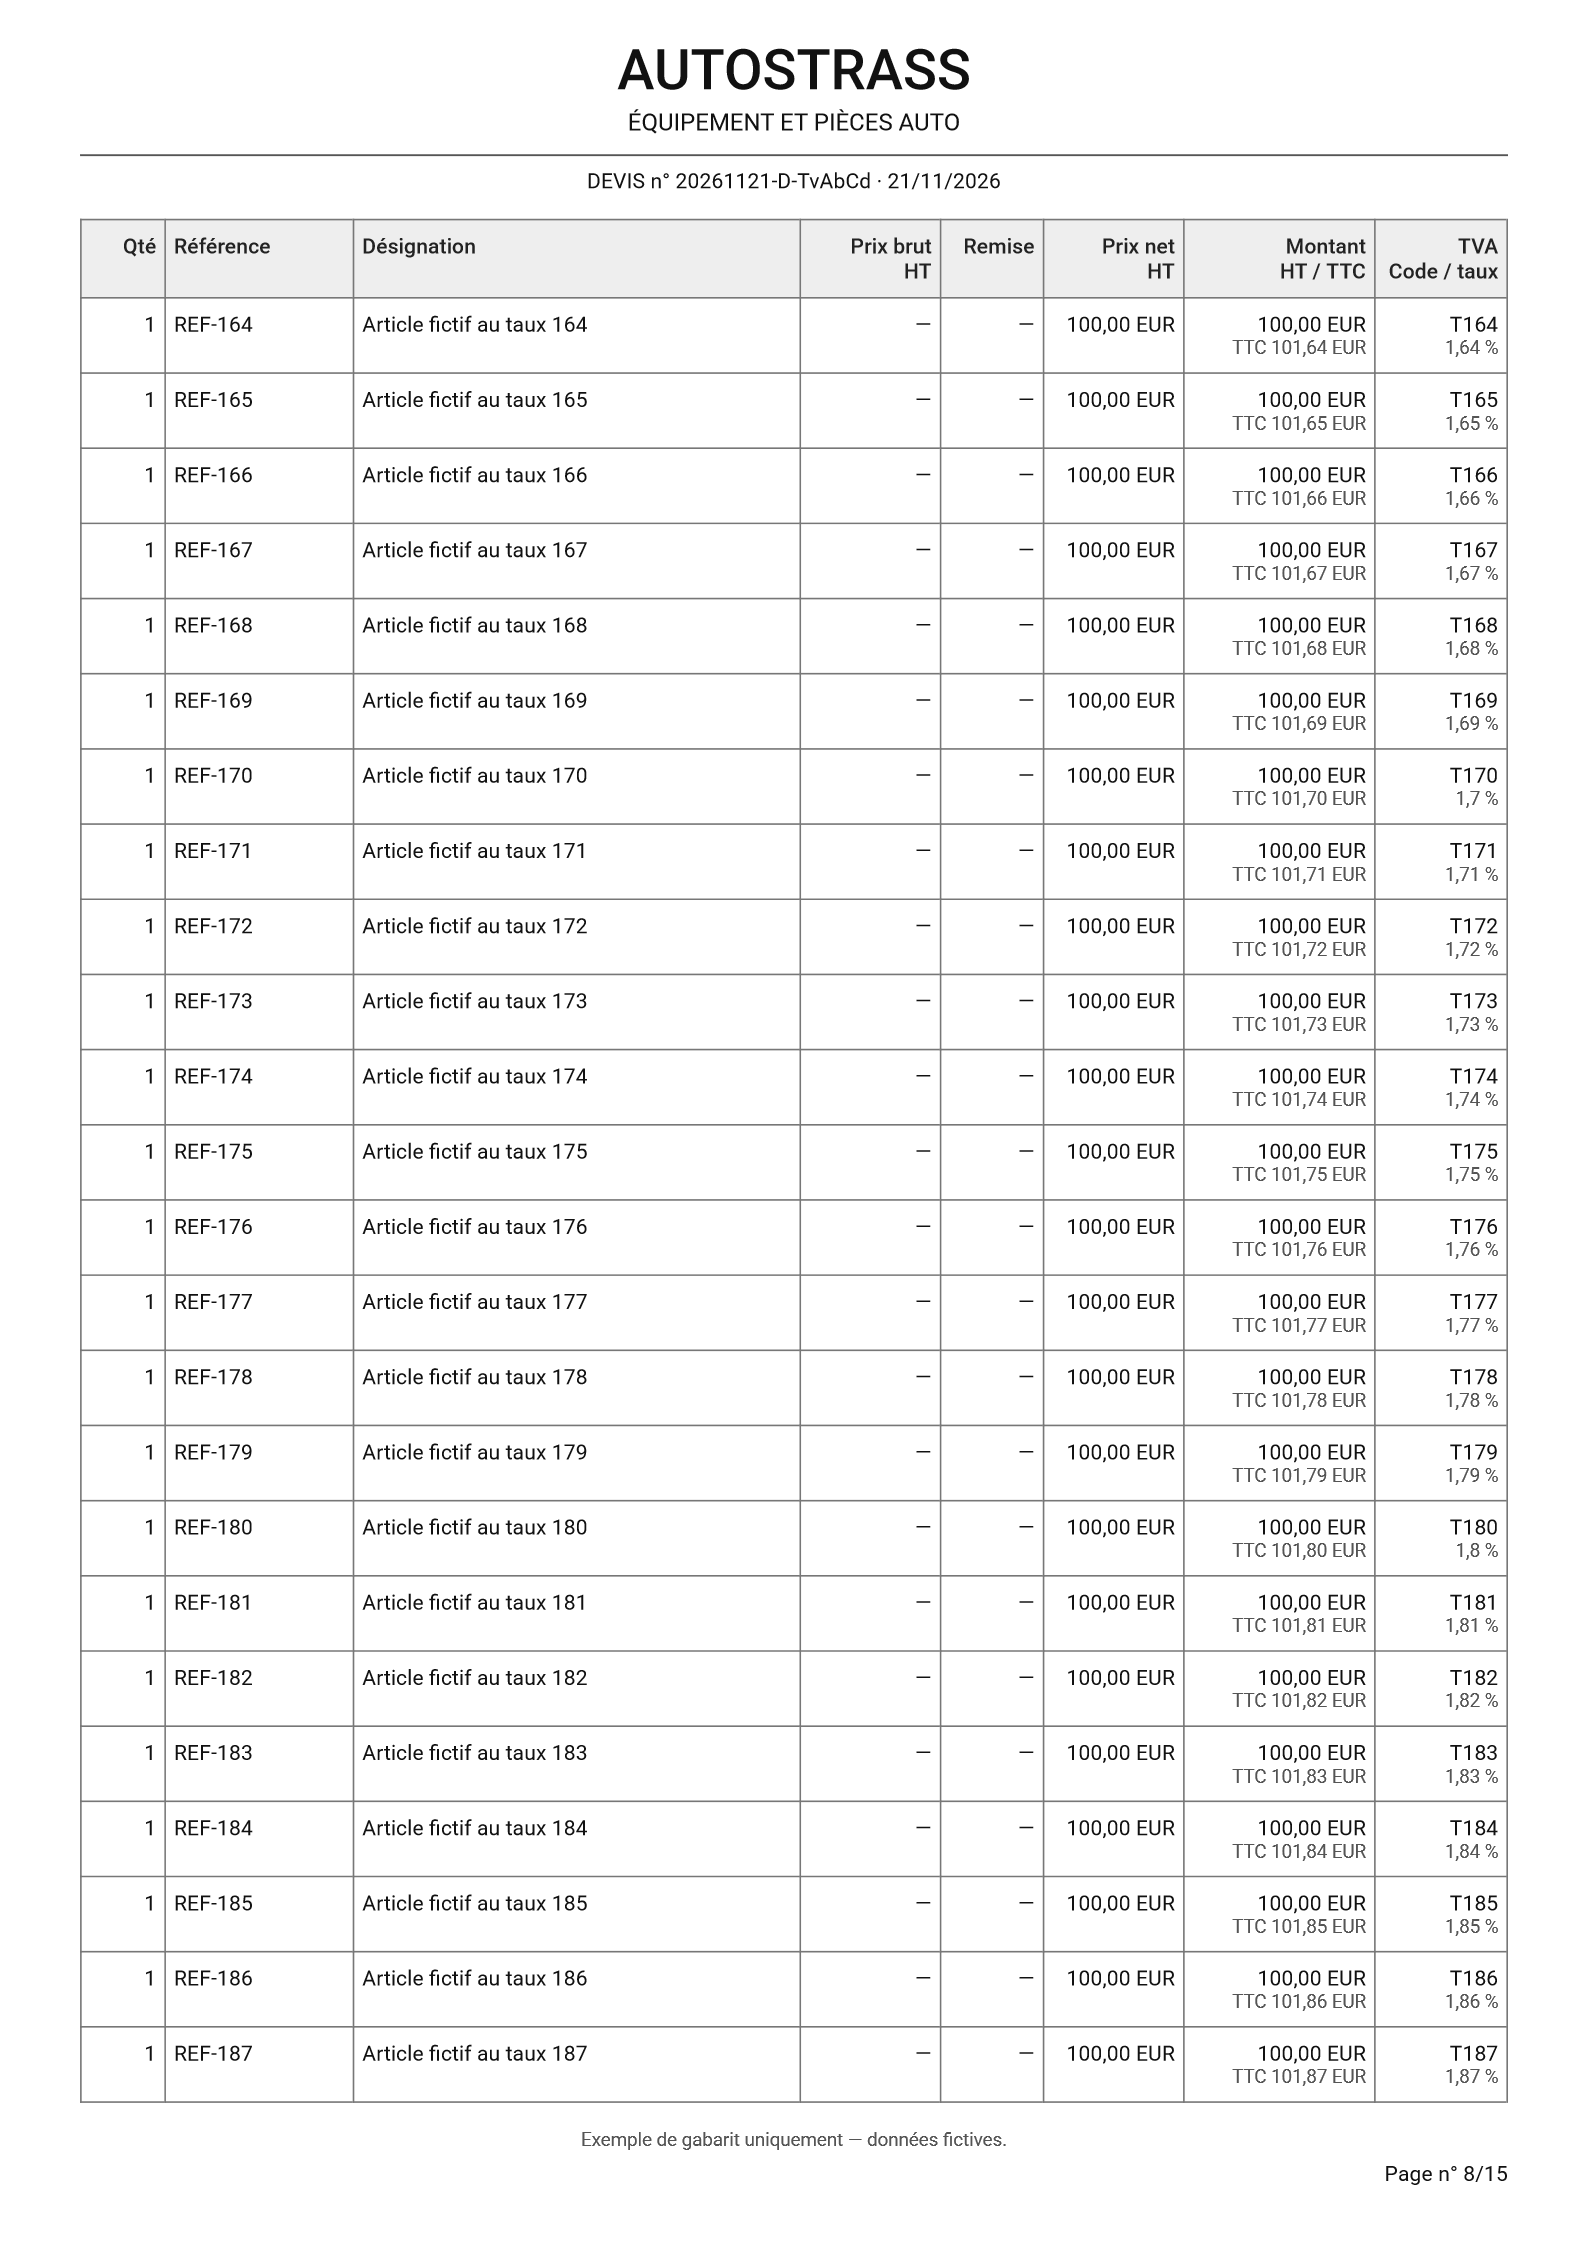 AUTOSTRASS
ÉQUIPEMENT ET PIÈCES AUTO
DEVIS n° 20261121-D-TvAbCd · 21/11/2026
Qté Référence Désignation Prix brut Remise Prix net Montant TVA
HT HT HT / TTC Code / taux
1 REF-164 Article fictif au taux 164 — — 100,00 EUR 100,00 EUR T164
TTC 101,64 EUR 1,64 %
1 REF-165 Article fictif au taux 165 — — 100,00 EUR 100,00 EUR T165
TTC 101,65 EUR 1,65 %
1 REF-166 Article fictif au taux 166 — — 100,00 EUR 100,00 EUR T166
TTC 101,66 EUR 1,66 %
1 REF-167 Article fictif au taux 167 — — 100,00 EUR 100,00 EUR T167
TTC 101,67 EUR 1,67 %
1 REF-168 Article fictif au taux 168 — — 100,00 EUR 100,00 EUR T168
TTC 101,68 EUR 1,68 %
1 REF-169 Article fictif au taux 169 — — 100,00 EUR 100,00 EUR T169
TTC 101,69 EUR 1,69 %
1 REF-170 Article fictif au taux 170 — — 100,00 EUR 100,00 EUR T170
TTC 101,70 EUR 1,7 %
1 REF-171 Article fictif au taux 171 — — 100,00 EUR 100,00 EUR T171
TTC 101,71 EUR 1,71 %
1 REF-172 Article fictif au taux 172 — — 100,00 EUR 100,00 EUR T172
TTC 101,72 EUR 1,72 %
1 REF-173 Article fictif au taux 173 — — 100,00 EUR 100,00 EUR T173
TTC 101,73 EUR 1,73 %
1 REF-174 Article fictif au taux 174 — — 100,00 EUR 100,00 EUR T174
TTC 101,74 EUR 1,74 %
1 REF-175 Article fictif au taux 175 — — 100,00 EUR 100,00 EUR T175
TTC 101,75 EUR 1,75 %
1 REF-176 Article fictif au taux 176 — — 100,00 EUR 100,00 EUR T176
TTC 101,76 EUR 1,76 %
1 REF-177 Article fictif au taux 177 — — 100,00 EUR 100,00 EUR T177
TTC 101,77 EUR 1,77 %
1 REF-178 Article fictif au taux 178 — — 100,00 EUR 100,00 EUR T178
TTC 101,78 EUR 1,78 %
1 REF-179 Article fictif au taux 179 — — 100,00 EUR 100,00 EUR T179
TTC 101,79 EUR 1,79 %
1 REF-180 Article fictif au taux 180 — — 100,00 EUR 100,00 EUR T180
TTC 101,80 EUR 1,8 %
1 REF-181 Article fictif au taux 181 — — 100,00 EUR 100,00 EUR T181
TTC 101,81 EUR 1,81 %
1 REF-182 Article fictif au taux 182 — — 100,00 EUR 100,00 EUR T182
TTC 101,82 EUR 1,82 %
1 REF-183 Article fictif au taux 183 — — 100,00 EUR 100,00 EUR T183
TTC 101,83 EUR 1,83 %
1 REF-184 Article fictif au taux 184 — — 100,00 EUR 100,00 EUR T184
TTC 101,84 EUR 1,84 %
1 REF-185 Article fictif au taux 185 — — 100,00 EUR 100,00 EUR T185
TTC 101,85 EUR 1,85 %
1 REF-186 Article fictif au taux 186 — — 100,00 EUR 100,00 EUR T186
TTC 101,86 EUR 1,86 %
1 REF-187 Article fictif au taux 187 — — 100,00 EUR 100,00 EUR T187
TTC 101,87 EUR 1,87 %
Exemple de gabarit uniquement — données fictives.
Page n° 8/15